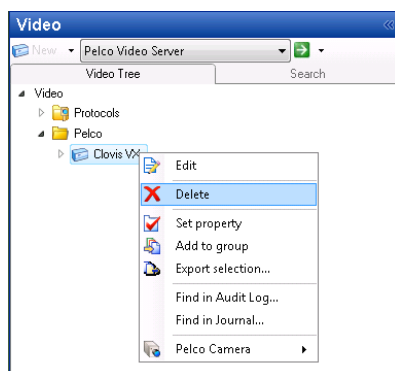 Video
New Pelco Video Server
Video Tree Search
Video
Protocols
Pelco
Clovis VX
Edit
Delete
Set property
Add to group
Export selection...
Find in Audit Log...
Find in Journal...
Pelco Camera